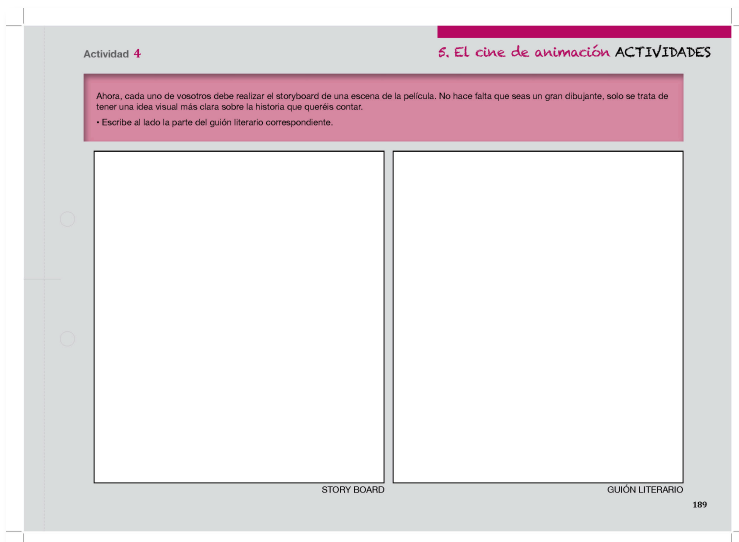 Actividad 4
5. El cine de animación ACTIVIDADES
Ahora, cada uno de vosotros debe realizar el storyboard de una escena de la película. No hace falta que seas un gran dibujante, solo se trata de
tener una idea visual más clara sobre la historia que queréis contar.
• Escribe al lado la parte del guión literario correspondiente.
STORY BOARD
GUIÓN LITERARIO
189